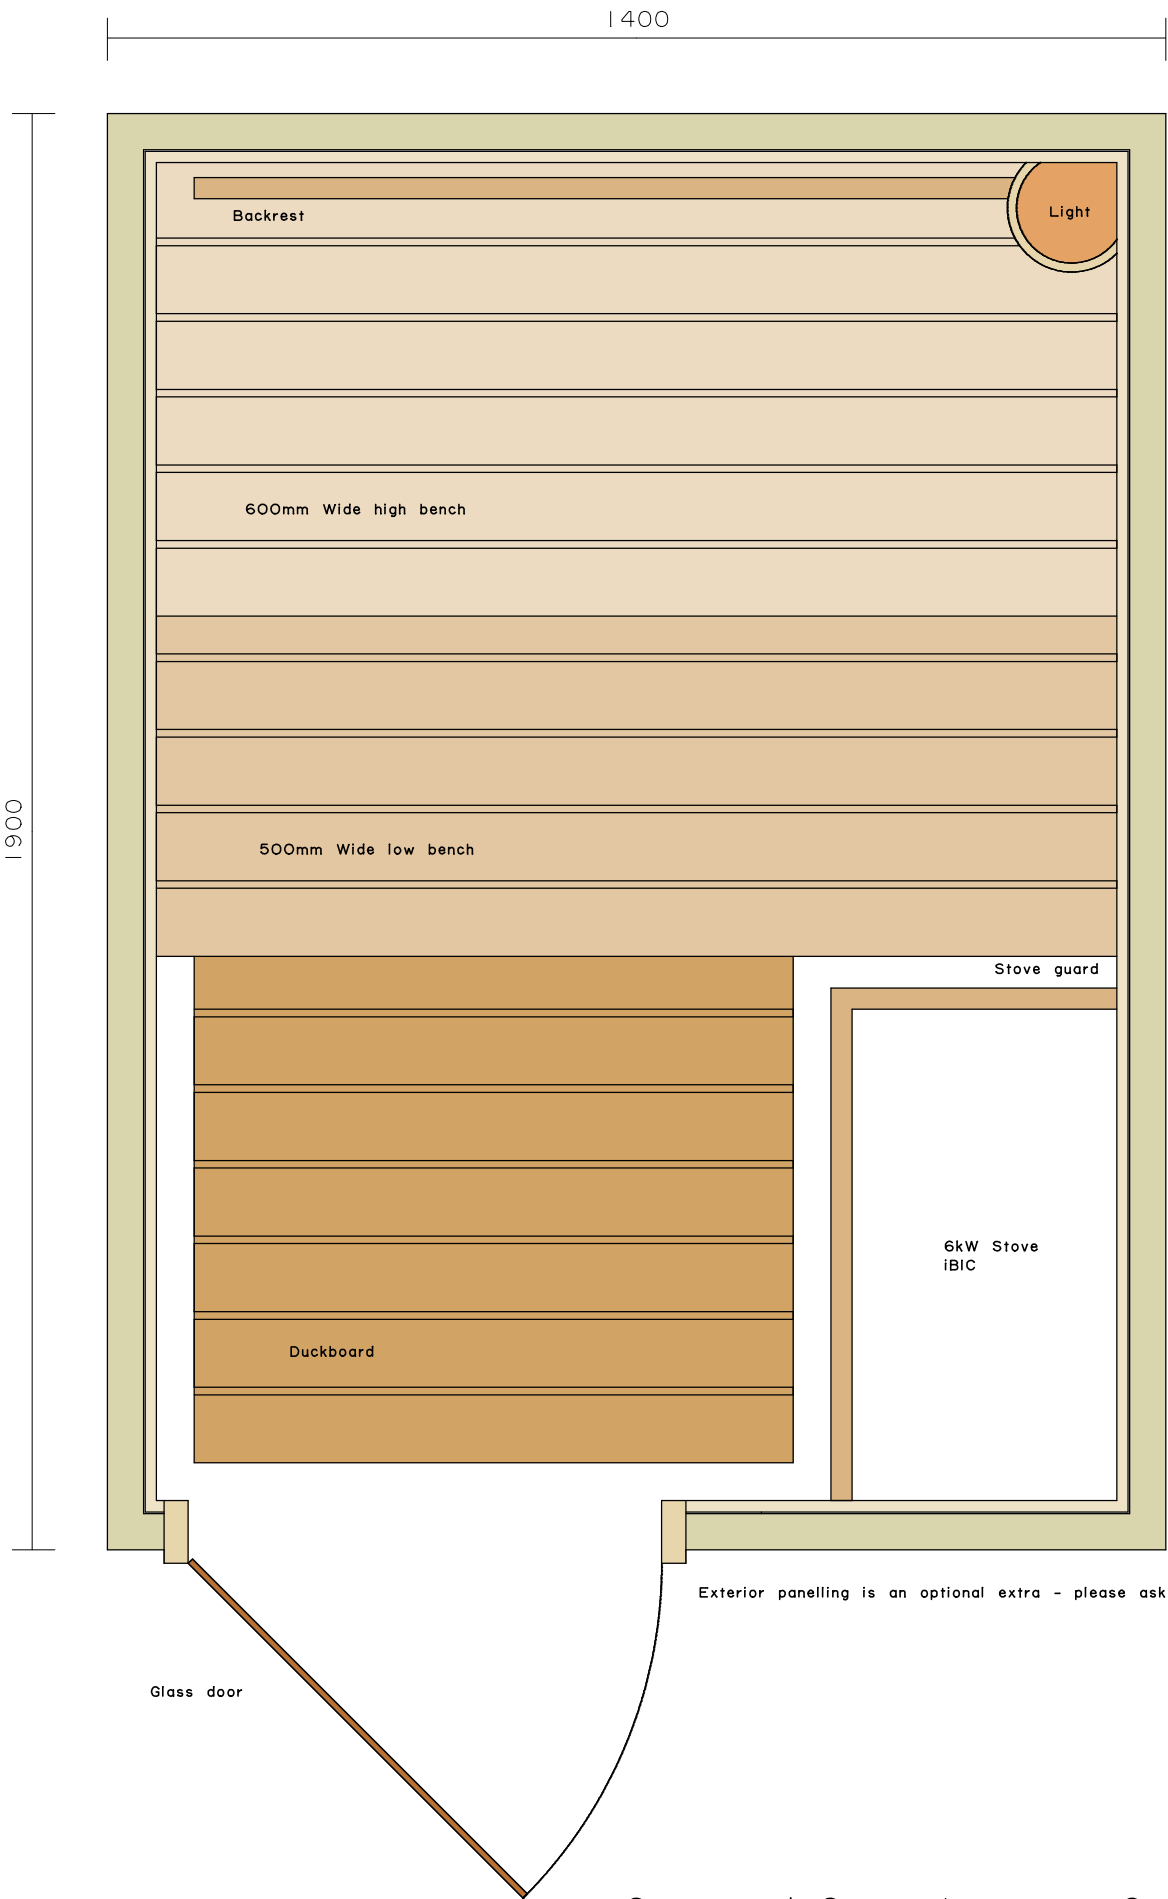 1400
Backrest
Light
600mm Wide high bench
1900
500mm Wide low bench
Stove guard
6kW Stove
iBIC
Duckboard
Exterior panelling is an optional extra - please ask
Glass door